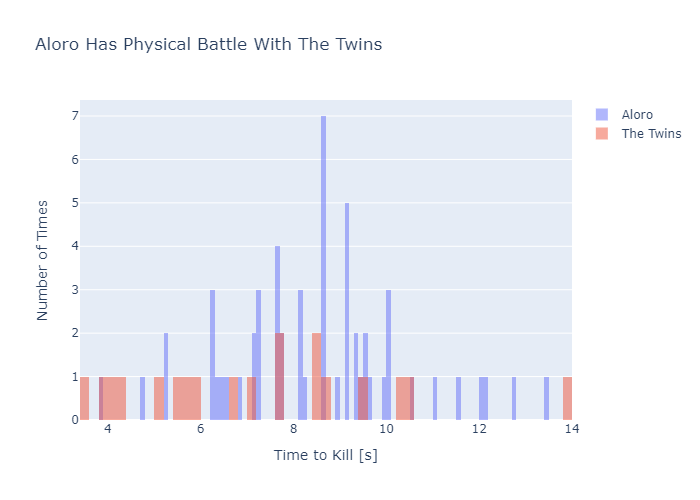 Aloro Has Physical Battle With The Twins
Aloro
The Twins
Number of Times
7
6
5
4
3
2
1
0
4 6 8 10 12 14
Time to Kill [s]